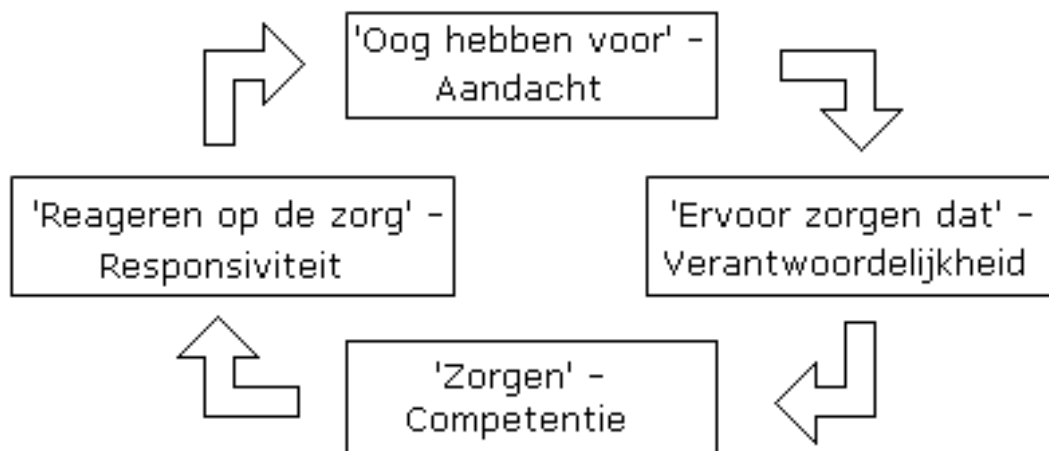 'Oog hebben voor' –
Aandacht
'Ervoor zorgen dat' –
Verantwoordelijkheid
'Zorgen' –
Competentie
'Reageren op de zorg' –
Responsiviteit